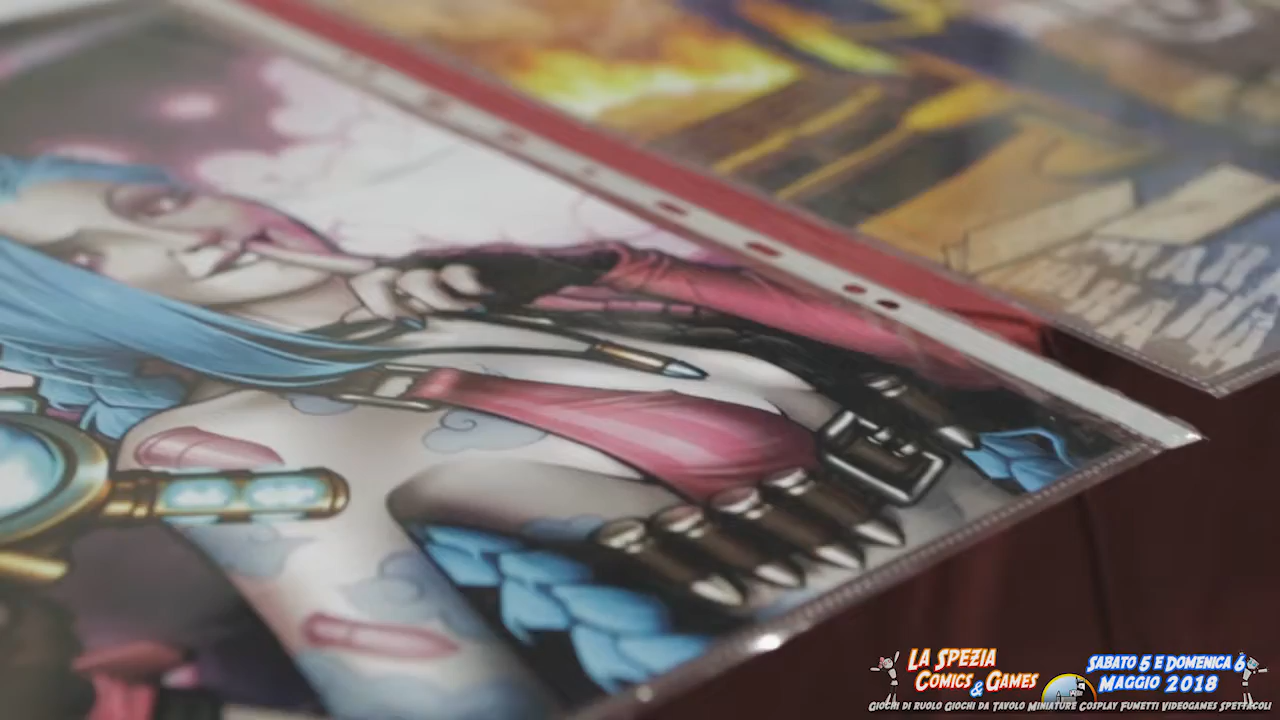 LA SPEZIA
COMICS & GAMES
SABATO 5 E DOMENICA 6
MAGGIO 2018
GIOCHI DI RUOLO GIOCHI DA TAVOLO MINIATURE COSPLAY FUMETTI VIDEOGAMES SPETTACOLI